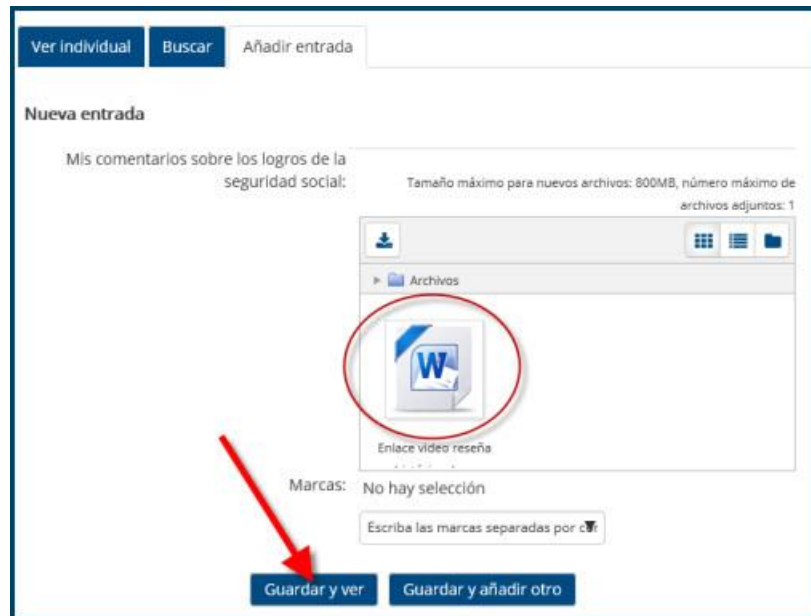 Ver individual
Buscar
Añadir entrada
Nueva entrada
Mis comentarios sobre los logros de la
seguridad social:
Tamaño máximo para nuevos archivos: 800MB, número máximo de
archivos adjuntos: 1
Archivos
W
Enlace video reseña
Marcas:
No hay selección
Escriba las marcas separadas por
Guardar y ver
Guardar y añadir otro